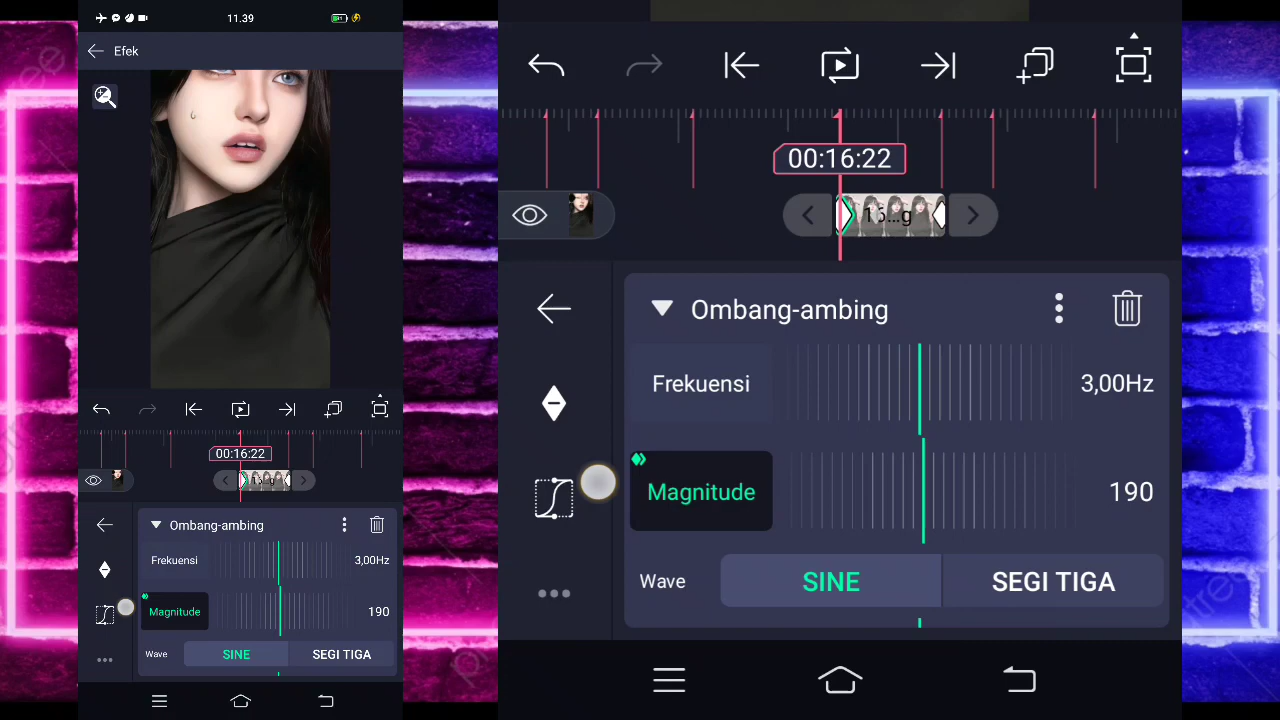 11.39
Efek
00:16:22
Ombang-ambing
Frekuensi
3,00Hz
Magnitude
190
Wave
SINE
SEGI TIGA
00:16:22
Ombang-ambing
Frekuensi
3,00Hz
Magnitude
190
Wave
SINE
SEGI TIGA